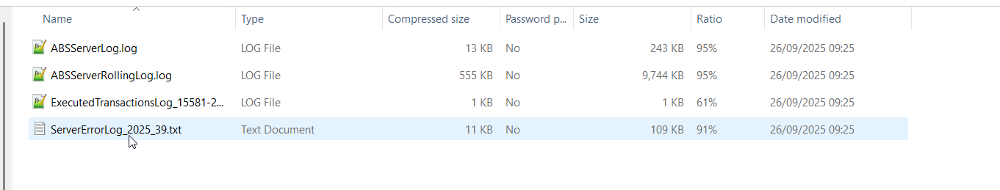 Name Type Compressed size Password p... Size Ratio Date modified
ABSServerLog.log LOG File 13 KB No 243 KB 95% 26/09/2025 09:25
ABSServerRollingLog.log LOG File 555 KB No 9,744 KB 95% 26/09/2025 09:25
ExecutedTransactionsLog_15581-2... LOG File 1 KB No 1 KB 61% 26/09/2025 09:25
ServerErrorLog_2025_39.txt Text Document 11 KB No 109 KB 91% 26/09/2025 09:25